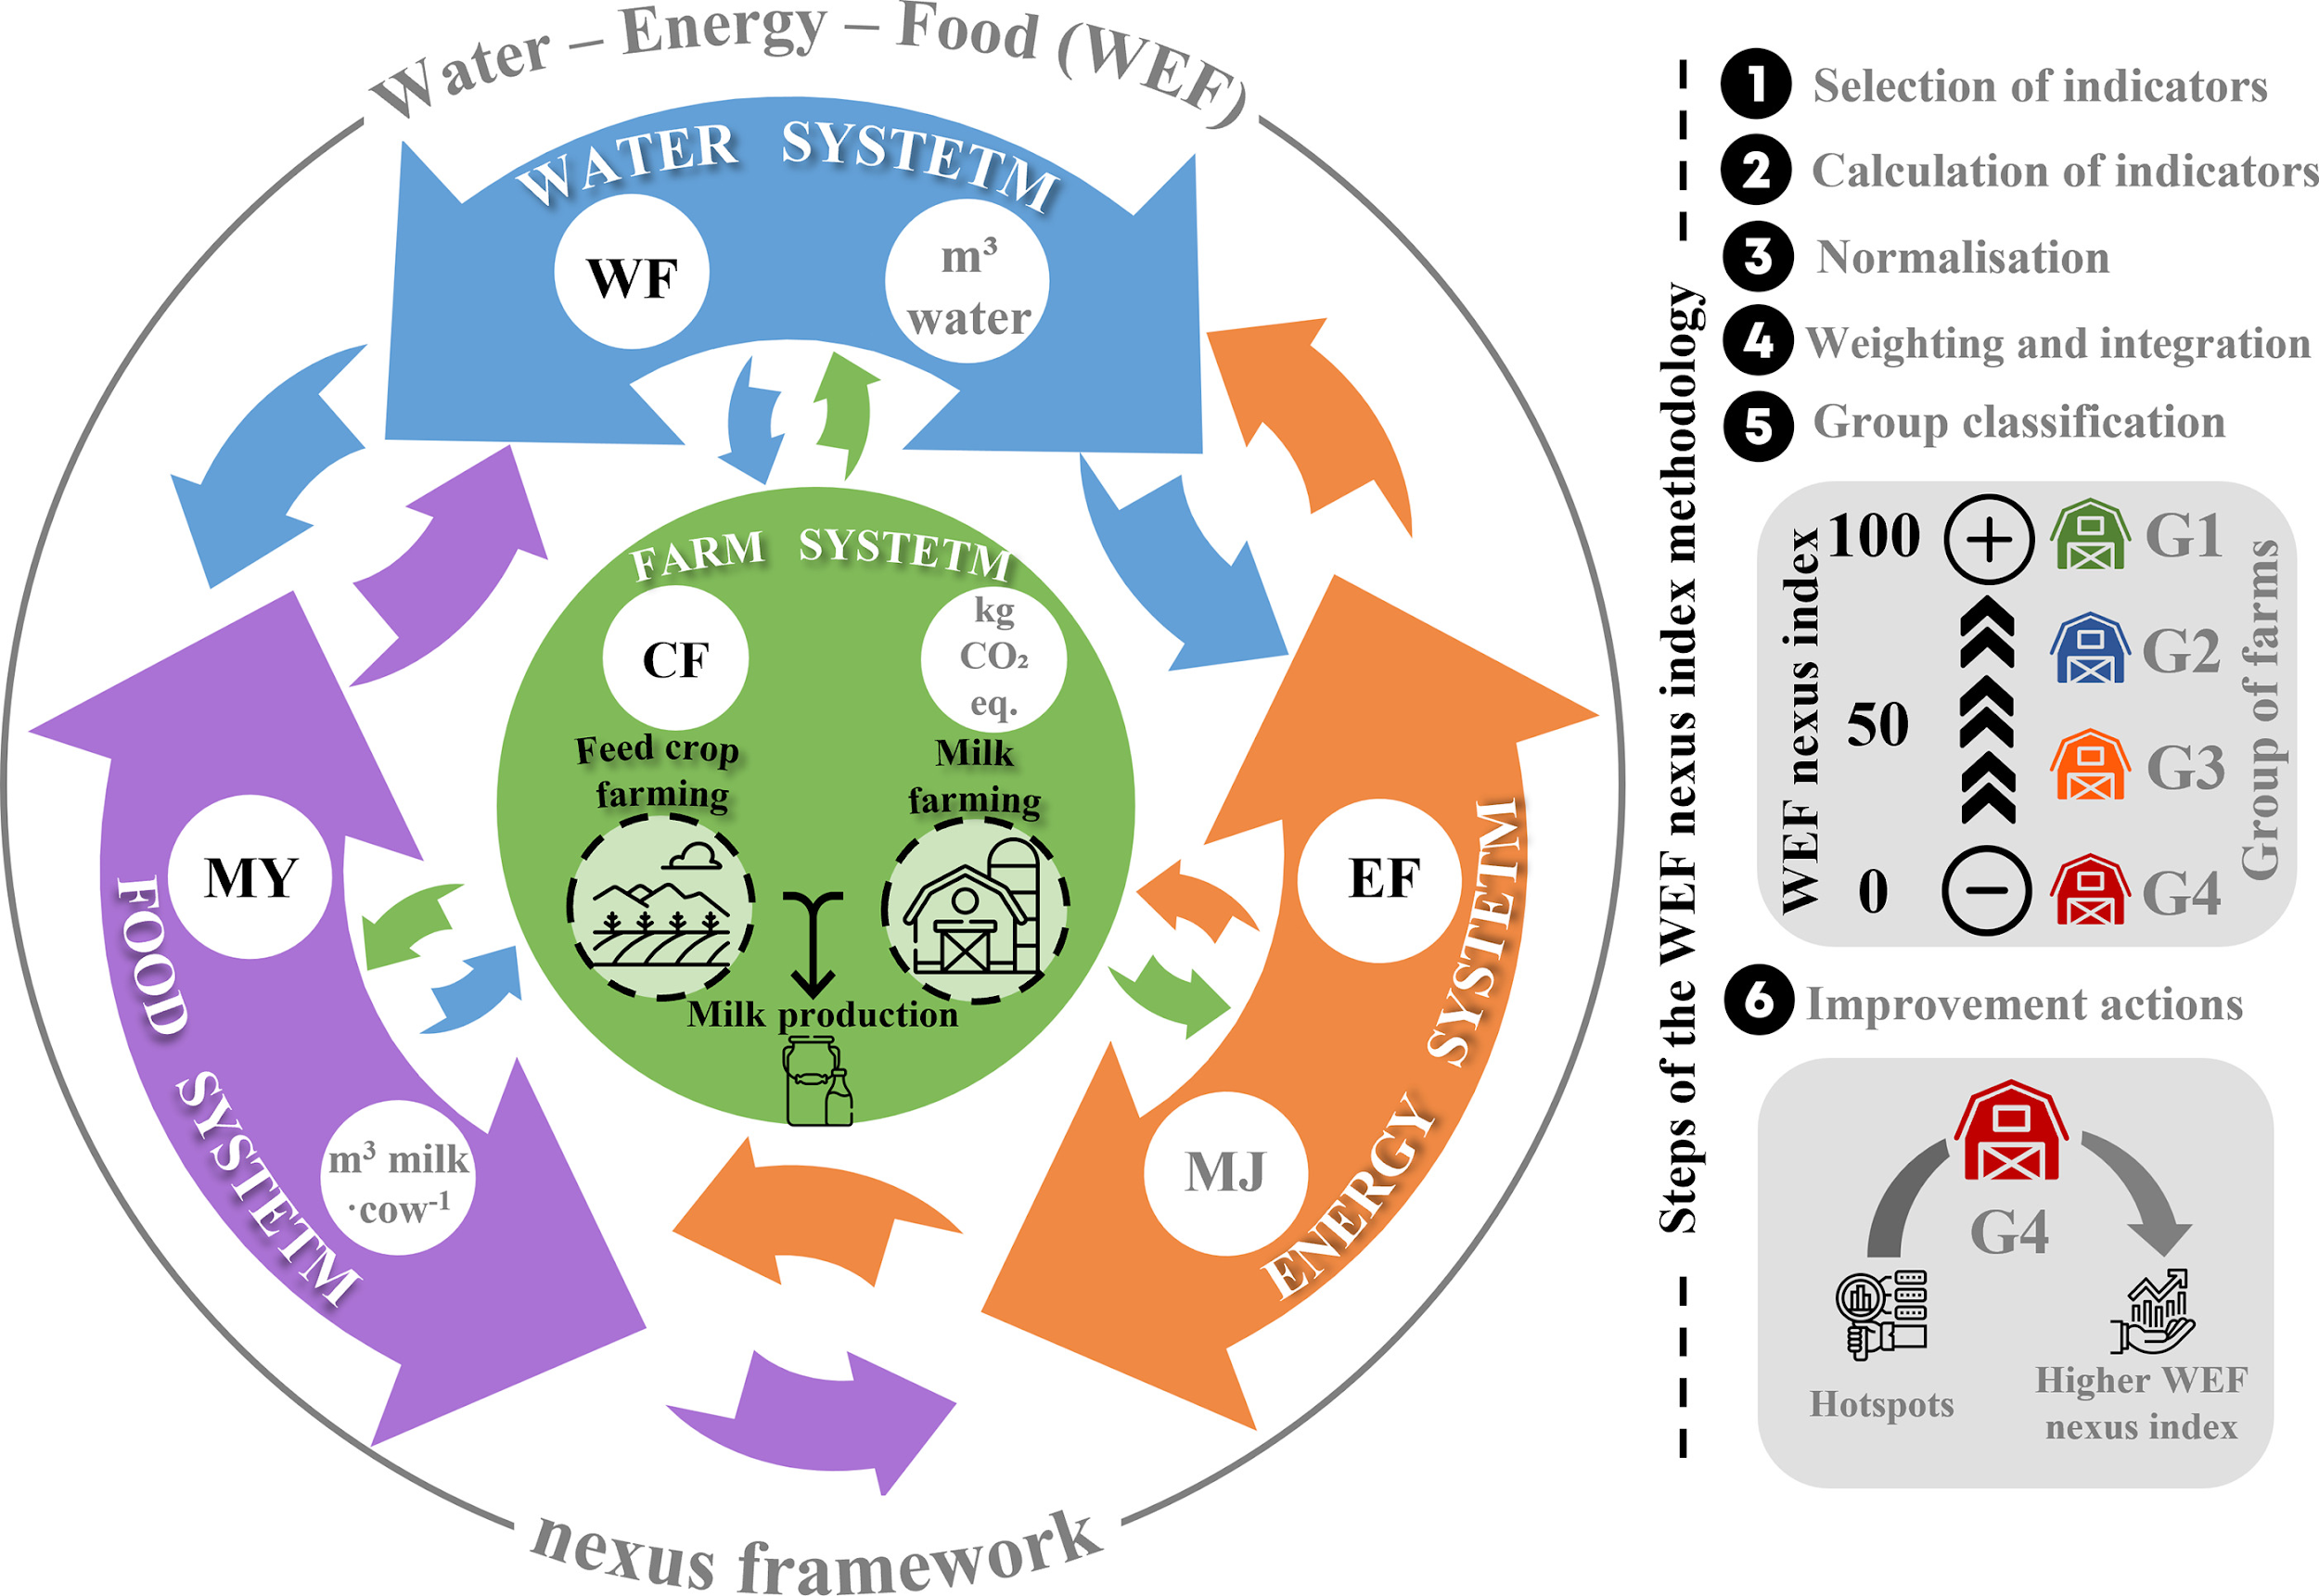 Water – Energy – Food (WEF)
WATER SYSTETM
WF
m³
water
FARM SYSTETM
CF
kg
CO₂
eq.
Feed crop
farming
Milk
farming
Milk production
MY
FOOD SYSTETM
m³ milk
·cow⁻¹
EF
MJ
ENERGY SYSTETM
nexus framework
Steps of the WEF nexus index methodology
1 Selection of indicators
2 Calculation of indicators
3 Normalisation
4 Weighting and integration
5 Group classification
WEF nexus index
100
50
0
G1
G2
G3
G4
Group of farms
6 Improvement actions
G4
Hotspots
Higher WEF
nexus index